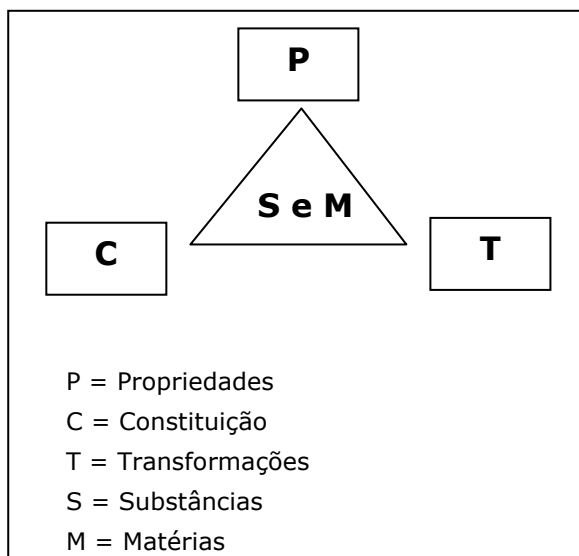 P
S e M
C
T
P = Propriedades
C = Constituição
T = Transformações
S = Substâncias
M = Matérias